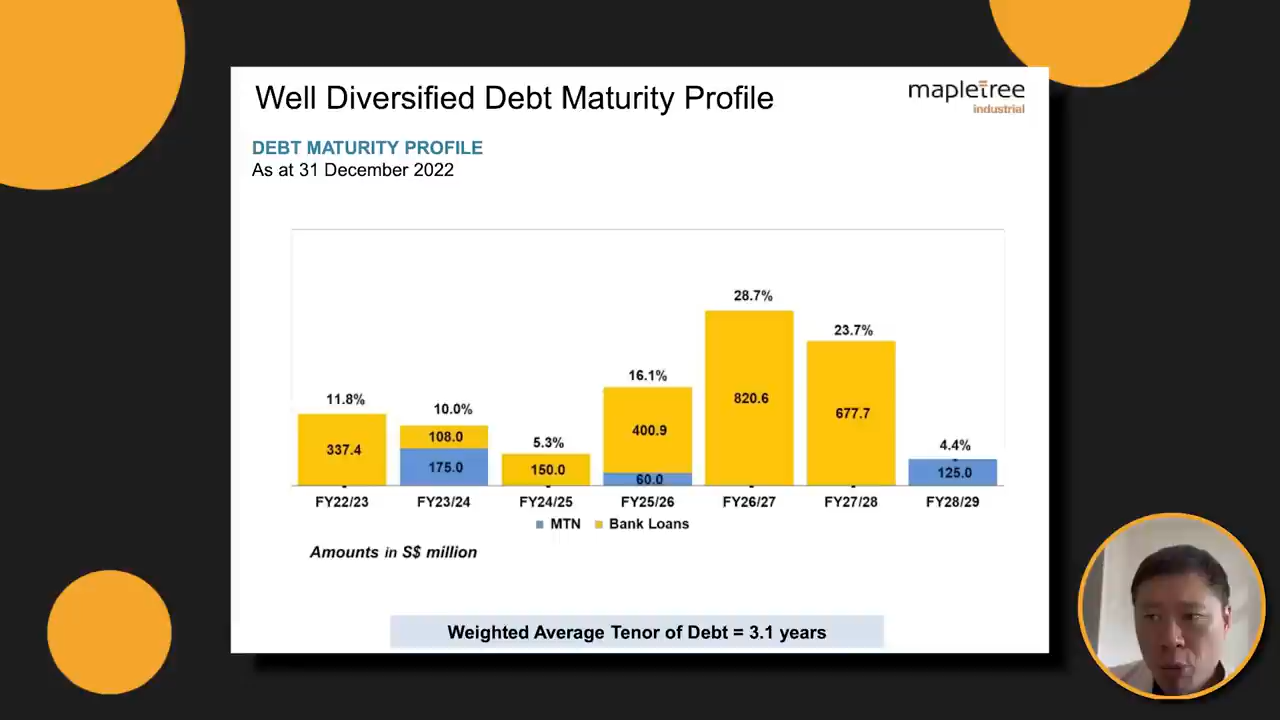 Well Diversified Debt Maturity Profile
mapletree
industrial
DEBT MATURITY PROFILE
As at 31 December 2022
28.7%
23.7%
16.1%
11.8%
10.0%
5.3%
4.4%
337.4
108.0
175.0
150.0
400.9
60.0
820.6
677.7
125.0
FY22/23 FY23/24 FY24/25 FY25/26 FY26/27 FY27/28 FY28/29
MTN Bank Loans
Amounts in S$ million
Weighted Average Tenor of Debt = 3.1 years